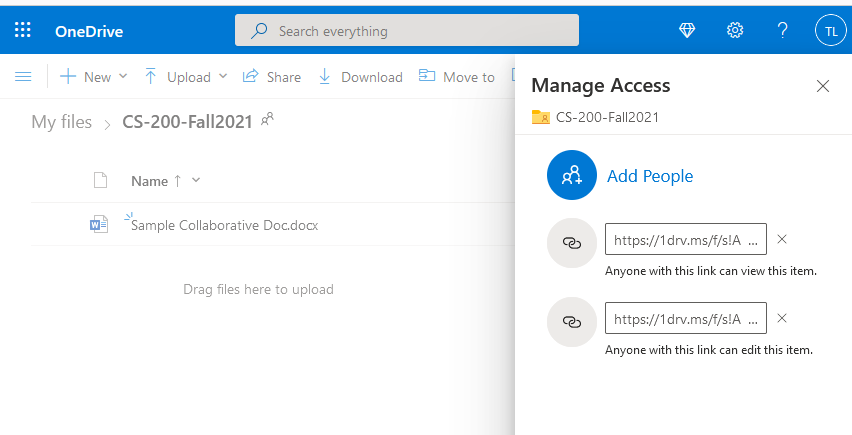 OneDrive
Search everything
TL
New
Upload
Share
Download
Move to
My files > CS-200-Fall2021
Name ↑
Sample Collaborative Doc.docx
Drag files here to upload
Manage Access
CS-200-Fall2021
Add People
https://1drv.ms/f/s!A ...
Anyone with this link can view this item.
https://1drv.ms/f/s!A ...
Anyone with this link can edit this item.